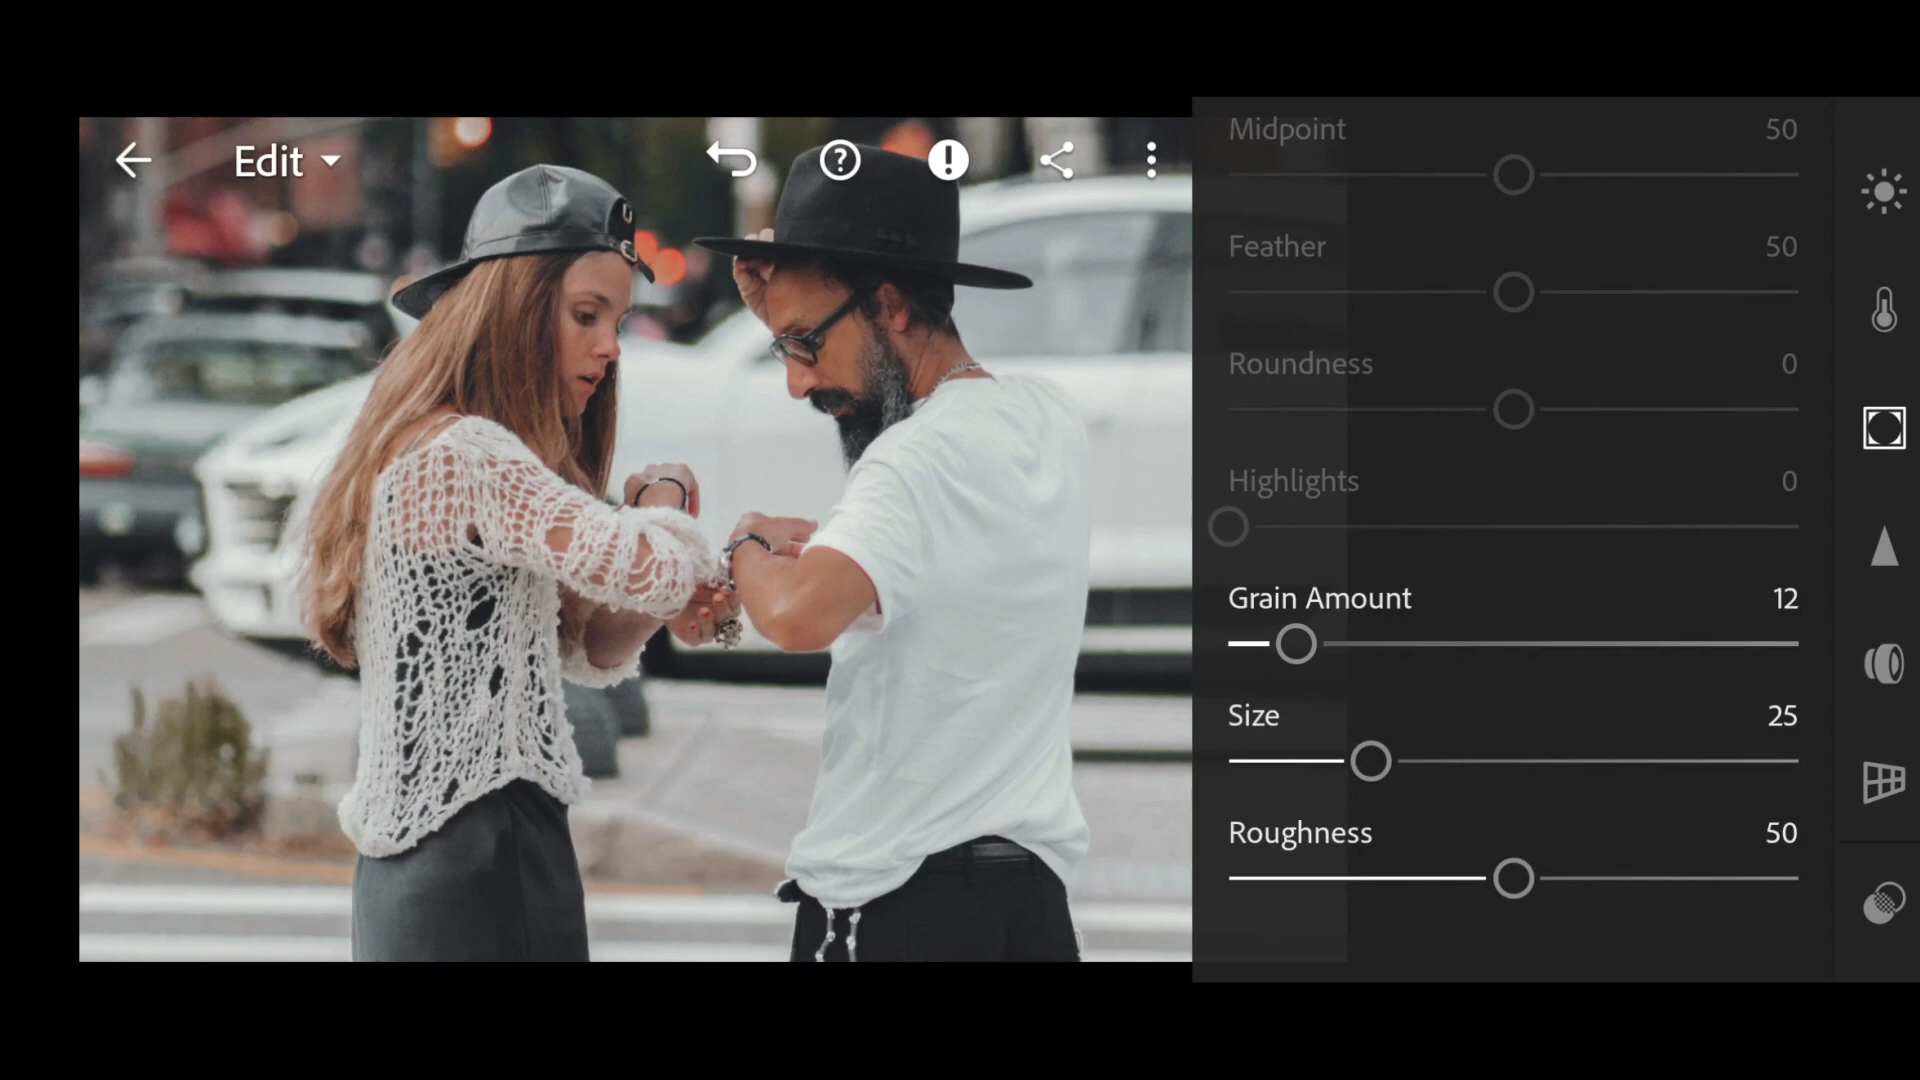 Edit
Midpoint 50
Feather 50
Roundness 0
Highlights 0
Grain Amount 12
Size 25
Roughness 50